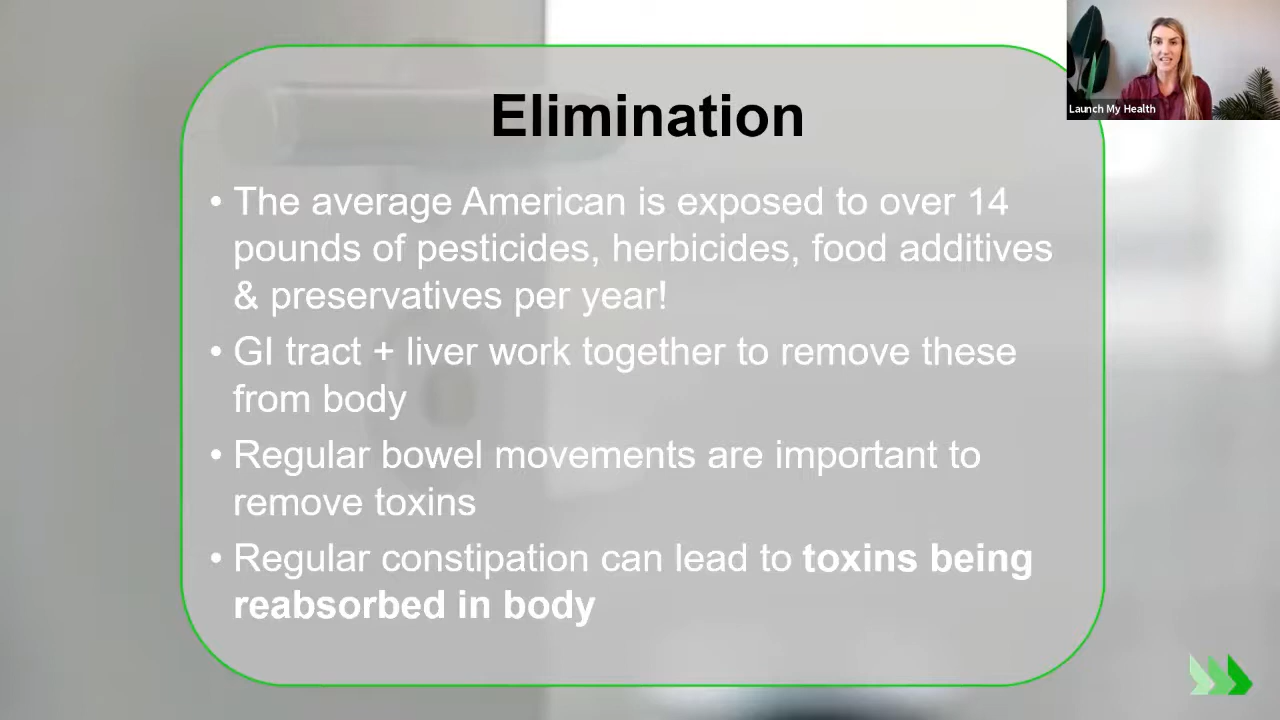 Launch My Health
Elimination
• The average American is exposed to over 14
pounds of pesticides, herbicides, food additives
& preservatives per year!
• GI tract + liver work together to remove these
from body
• Regular bowel movements are important to
remove toxins
• Regular constipation can lead to toxins being
reabsorbed in body